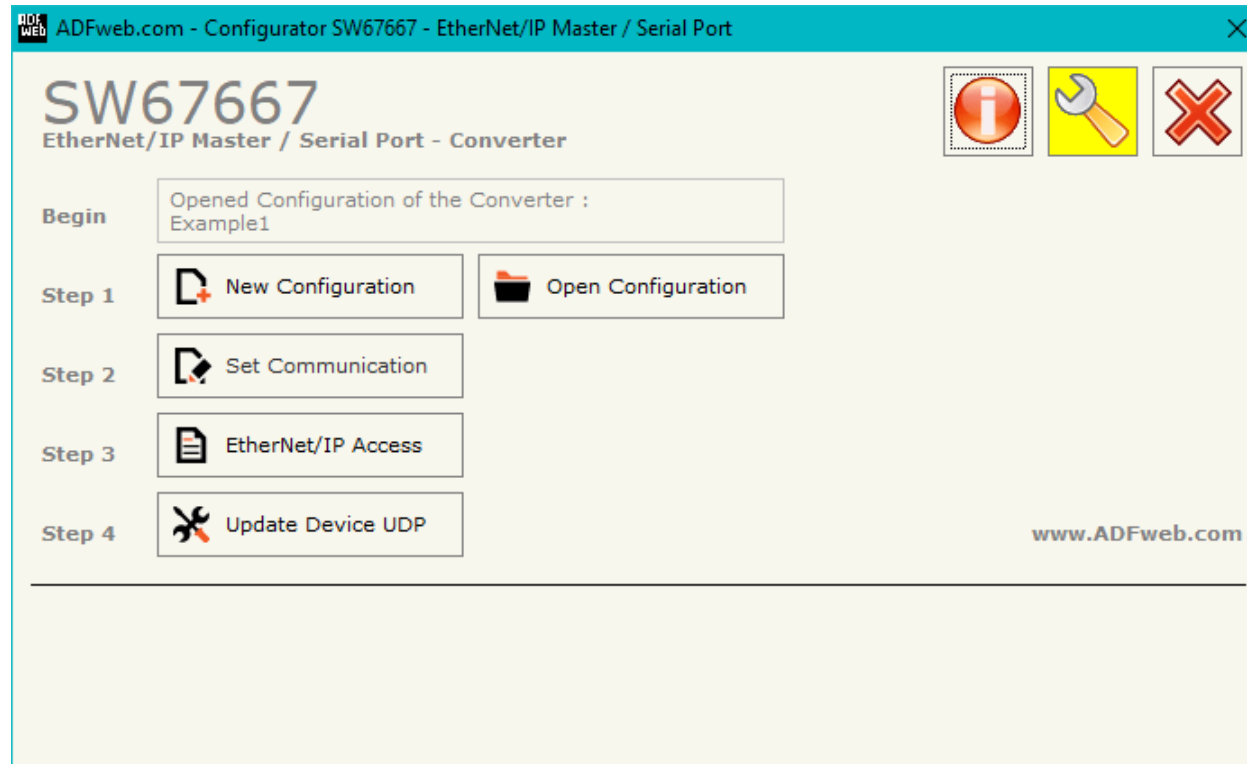 ADF WEB ADFweb.com - Configurator SW67667 - EtherNet/IP Master / Serial Port
SW67667
EtherNet/IP Master / Serial Port - Converter
Begin
Opened Configuration of the Converter :
Example1
Step 1
New Configuration
Open Configuration
Step 2
Set Communication
Step 3
EtherNet/IP Access
Step 4
Update Device UDP
www.ADFweb.com